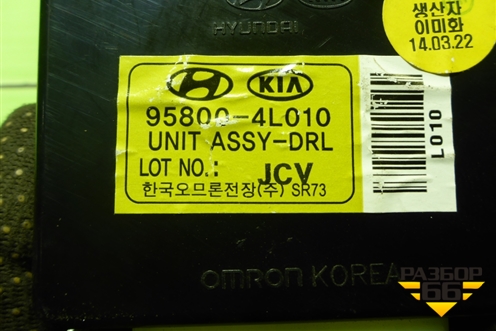 HYUNDAI
생산자
이미화
14.03.22
KIA
95800-4L010
UNIT ASSY-DRL
LOT NO.: JCV
한국오므론전장(주) SR73
L010
omron KOREA
РАЗБОР
66